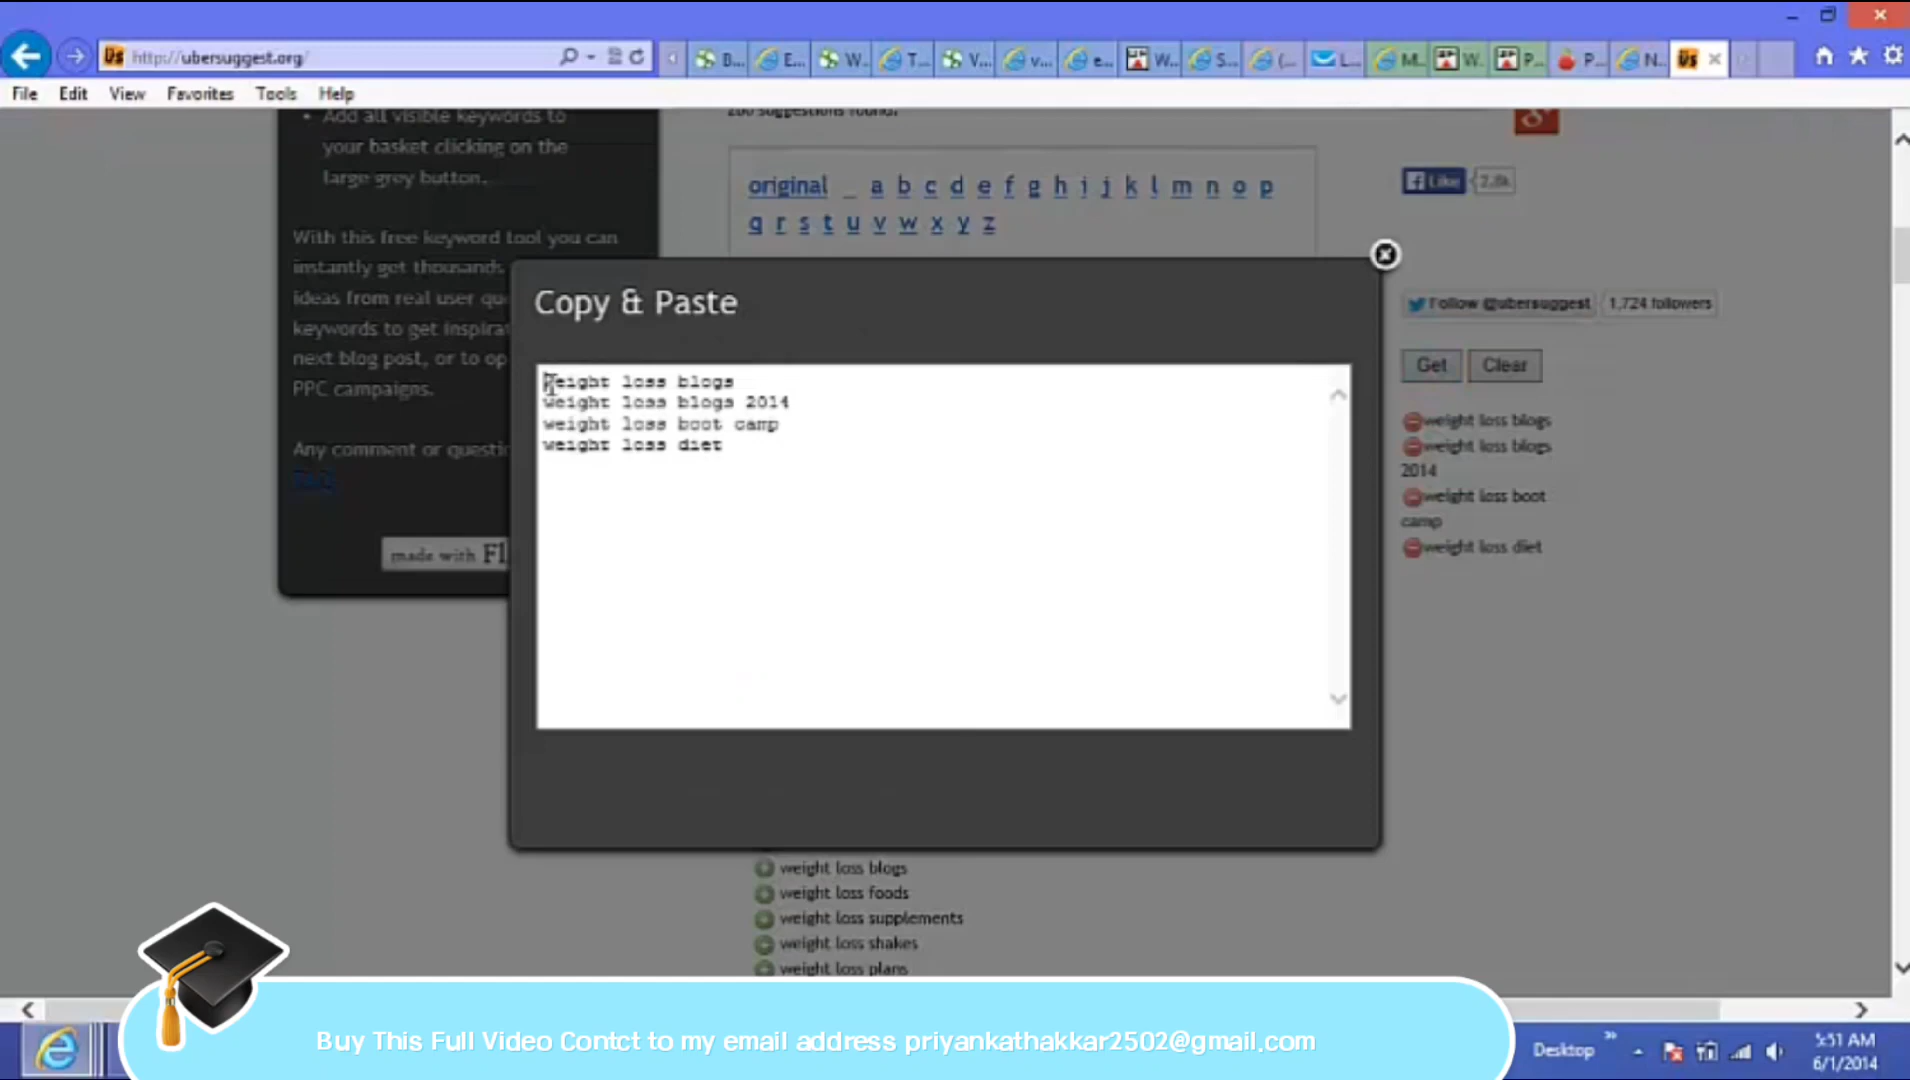 http://ubersuggest.org/
B...
E...
W...
T...
V...
v...
e...
W...
S...
(...
L...
M...
W...
P...
P...
N...
File Edit View Favorites Tools Help
Add all visible keywords to
your basket clicking on the
large grey button.
With this free keyword tool you can
instantly get thousands
ideas from real user qu
keywords to get inspirat
next blog post, or to op
PPC campaigns.
Any comment or questi
made with Fl
suggestions found.
original _ a b c d e f g h i j k l m n o p
q r s t u v w x y z
Like 2.8k
Follow @ubersuggest 1,724 followers
Get Clear
weight loss blogs
weight loss blogs
2014
weight loss boot
camp
weight loss diet
Copy & Paste
weight loss blogs
weight loss blogs 2014
weight loss boot camp
weight loss diet
weight loss blogs
weight loss foods
weight loss supplements
weight loss shakes
weight loss plans
Buy This Full Video Contct to my email address priyankathakkar2502@gmail.com
Desktop
5:51 AM
6/1/2014